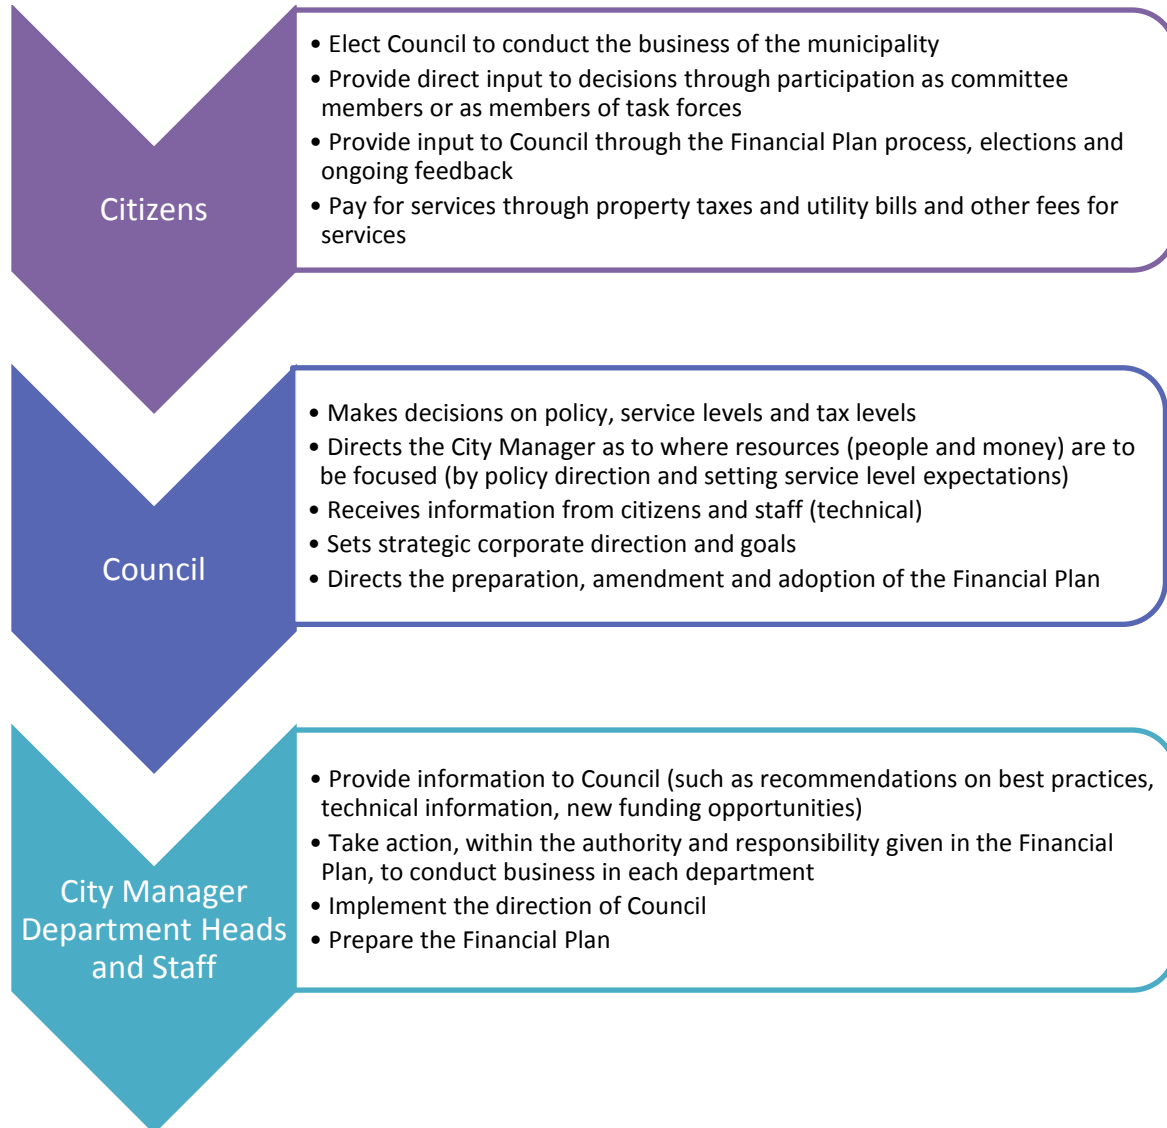 Citizens
• Elect Council to conduct the business of the municipality
• Provide direct input to decisions through participation as committee
members or as members of task forces
• Provide input to Council through the Financial Plan process, elections and
ongoing feedback
• Pay for services through property taxes and utility bills and other fees for
services
Council
• Makes decisions on policy, service levels and tax levels
• Directs the City Manager as to where resources (people and money) are to
be focused (by policy direction and setting service level expectations)
• Receives information from citizens and staff (technical)
• Sets strategic corporate direction and goals
• Directs the preparation, amendment and adoption of the Financial Plan
City Manager
Department Heads
and Staff
• Provide information to Council (such as recommendations on best practices,
technical information, new funding opportunities)
• Take action, within the authority and responsibility given in the Financial
Plan, to conduct business in each department
• Implement the direction of Council
• Prepare the Financial Plan